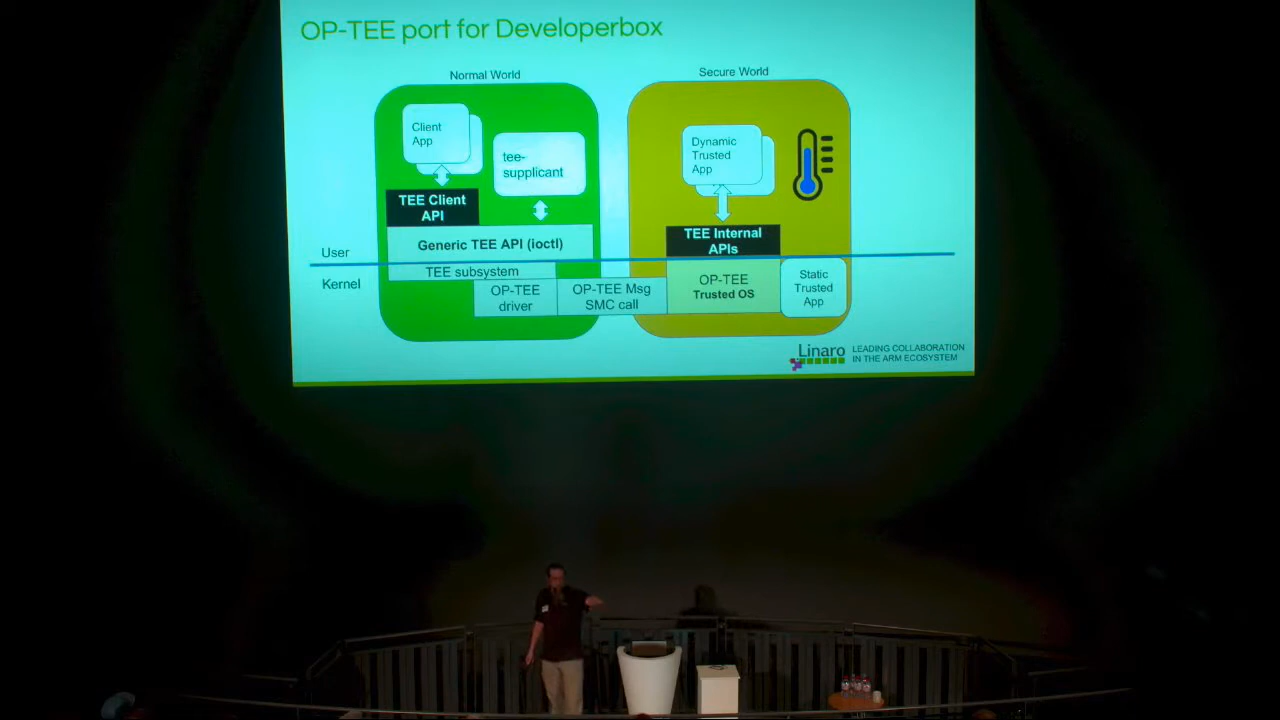 OP-TEE port for Developerbox
Normal World
Secure World
Client
App
tee-
supplicant
Dynamic
Trusted
App
TEE Client
API
TEE Internal
APIs
Generic TEE API (ioctl)
User
Kernel
TEE subsystem
OP-TEE
driver
OP-TEE Msg
SMC call
OP-TEE
Trusted OS
Static
Trusted
App
Linaro
LEADING COLLABORATION
IN THE ARM ECOSYSTEM